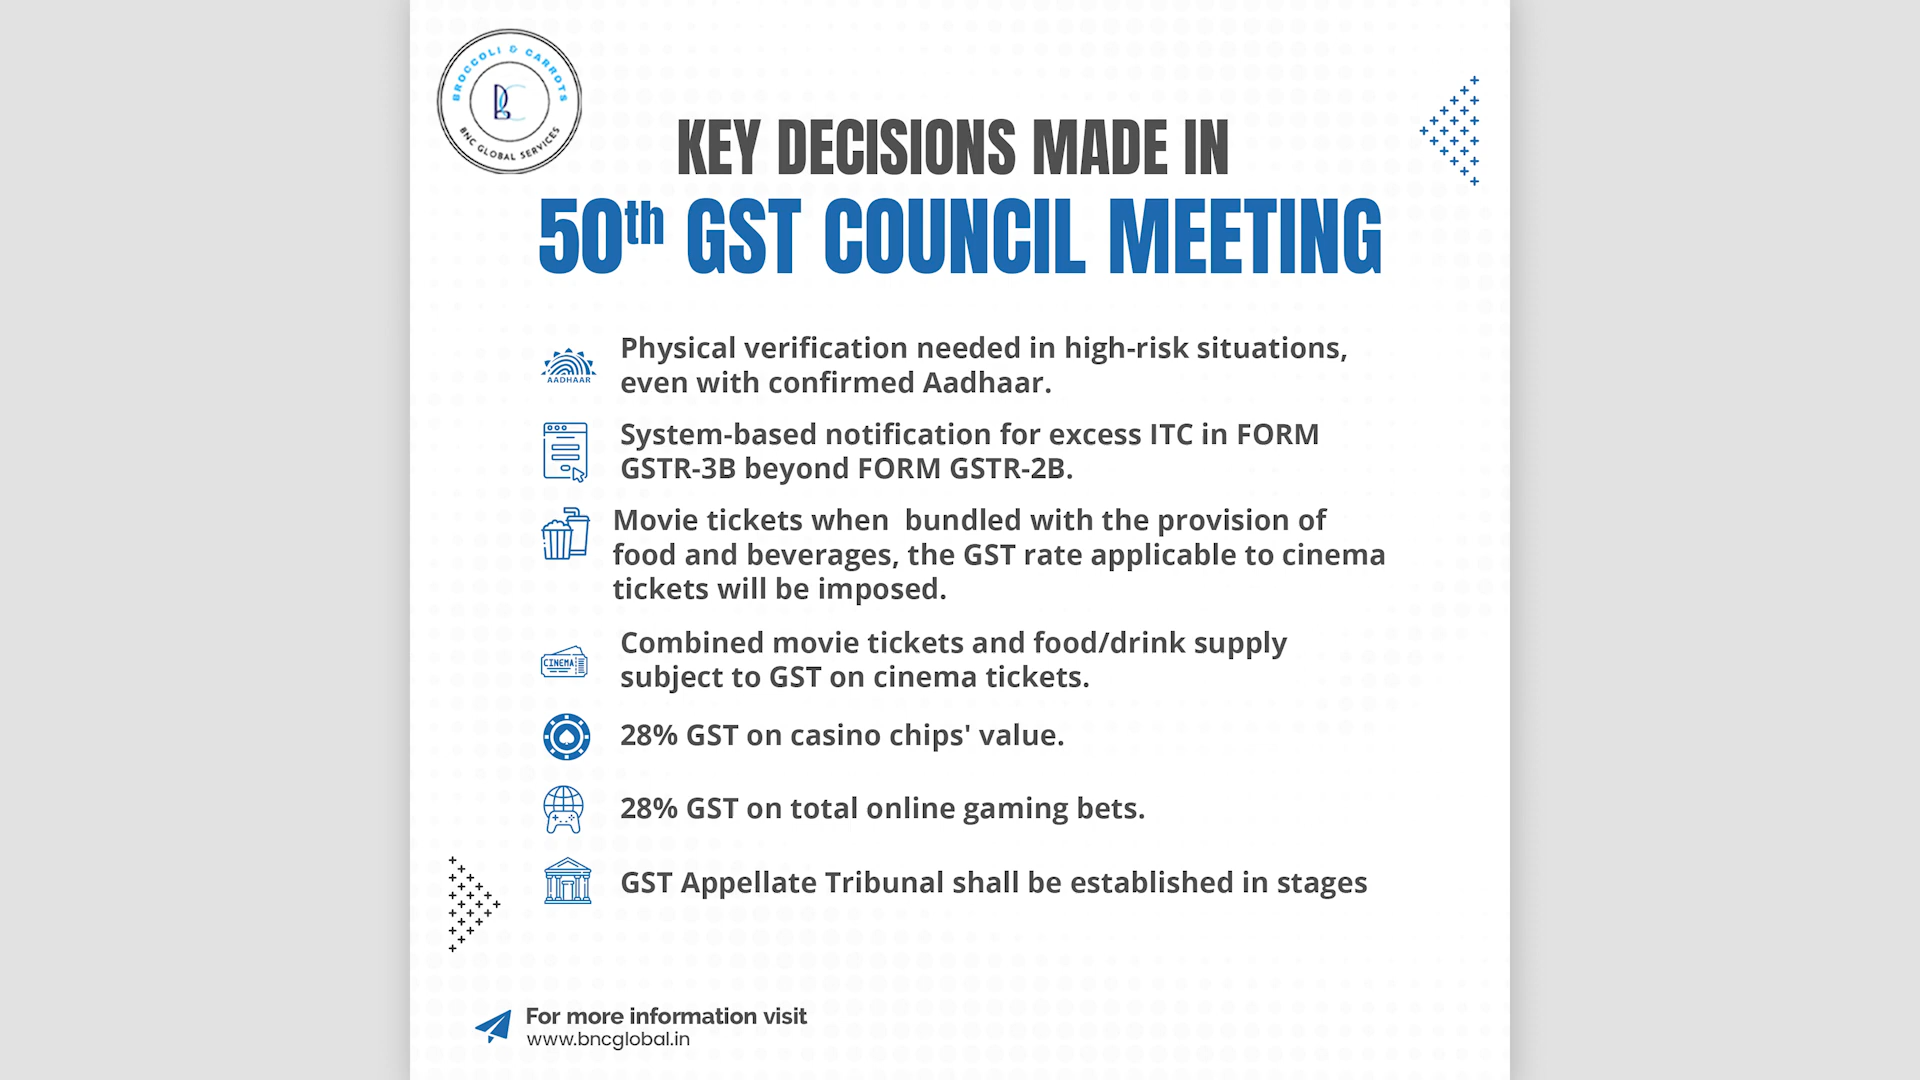 BROCCOLI & CARROTS
BC
BNC GLOBAL SERVICES
KEY DECISIONS MADE IN
50th GST COUNCIL MEETING
AADHAAR
Physical verification needed in high-risk situations,
even with confirmed Aadhaar.
System-based notification for excess ITC in FORM
GSTR-3B beyond FORM GSTR-2B.
Movie tickets when  bundled with the provision of
food and beverages, the GST rate applicable to cinema
tickets will be imposed.
CINEMA
Combined movie tickets and food/drink supply
subject to GST on cinema tickets.
28% GST on casino chips' value.
28% GST on total online gaming bets.
GST Appellate Tribunal shall be established in stages
For more information visit
www.bncglobal.in